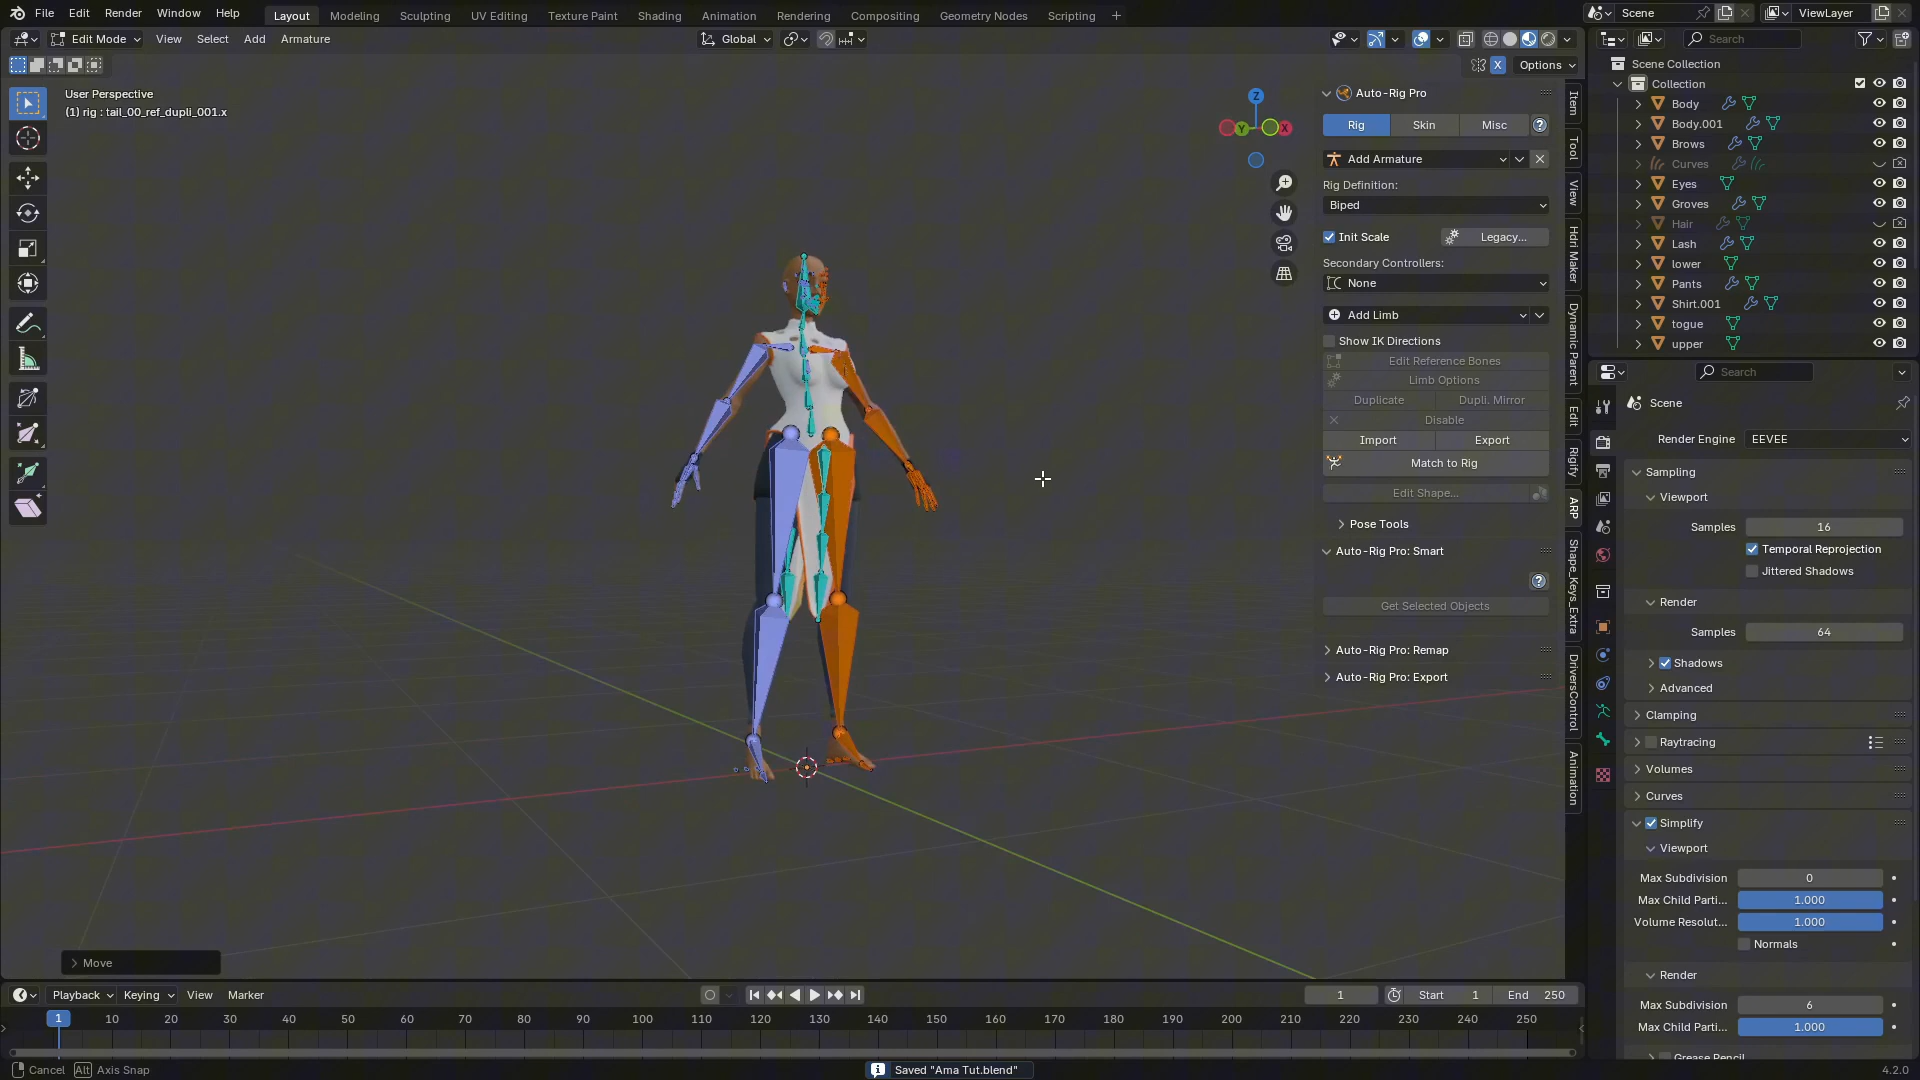 File Edit Render Window Help Layout Modeling Sculpting UV Editing Texture Paint Shading Animation Rendering Compositing Geometry Nodes Scripting + Scene ViewLayer
Edit Mode View Select Add Armature Global Search
Options
User Perspective
(1) rig : tail_00_ref_dupli_001.x
Z
Y
X
Auto-Rig Pro
Rig Skin Misc ?
Add Armature
Rig Definition:
Biped
Init Scale Legacy...
Secondary Controllers:
None
Add Limb
Show IK Directions
Edit Reference Bones
Limb Options
Duplicate Dupli. Mirror
Disable
Import Export
Match to Rig
Edit Shape...
Pose Tools
Auto-Rig Pro: Smart
?
Get Selected Objects
Auto-Rig Pro: Remap
Auto-Rig Pro: Export
Item
Tool
View
Hdri Maker
Dynamic Parent
Edit
Rigify
ARP
Shape_Keys_Extra
DriversControl
Animation
Scene Collection
Collection
Body
Body.001
Brows
Curves
Eyes
Groves
Hair
Lash
lower
Pants
Shirt.001
togue
upper
Search
Scene
Render Engine EEVEE
Sampling
Viewport
Samples 16
Temporal Reprojection
Jittered Shadows
Render
Samples 64
Shadows
Advanced
Clamping
Raytracing
Volumes
Curves
Simplify
Viewport
Max Subdivision 0
Max Child Parti... 1.000
Volume Resolut... 1.000
Normals
Render
Max Subdivision 6
Max Child Parti... 1.000
Grease Pencil
Move
Playback Keying View Marker 1 Start 1 End 250
1 10 20 30 40 50 60 70 80 90 100 110 120 130 140 150 160 170 180 190 200 210 220 230 240 250
Cancel Alt Axis Snap Saved "Ama Tut.blend" 4.2.0